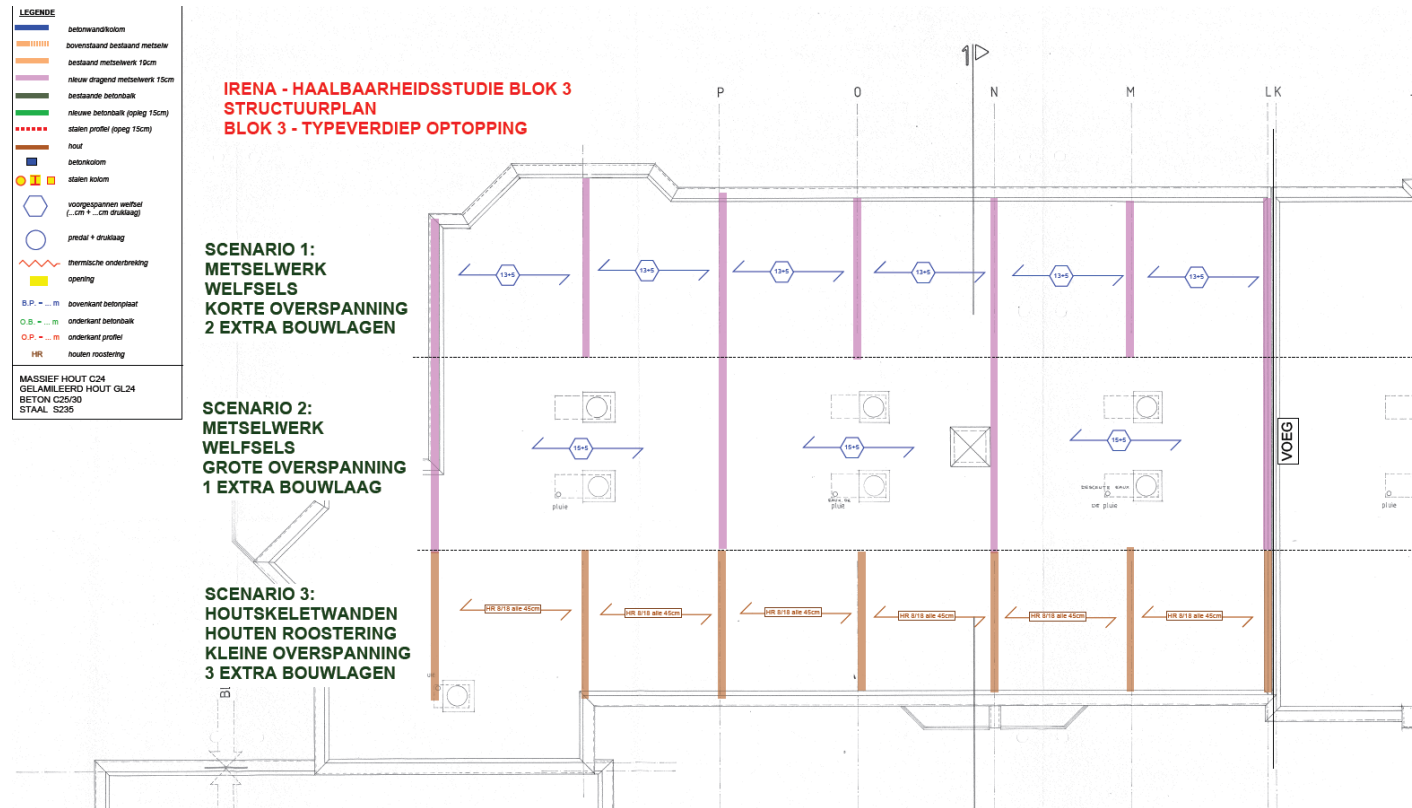 LEGENDE
betonwand/kolom
bovenstaand bestaand metselw
bestaand metselwerk 19cm
nieuw dragend metselwerk 15cm
bestaande betonbalk
nieuwe betonbalk (opleg 15cm)
stalen profiel (opeg 15cm)
hout
betonkolom
stalen kolom
voorgespannen welfsel
(...cm + ...cm druklaag)
predal + druklaag
thermische onderbreking
opening
B.P. = ... m bovenkant betonplaat
O.B. = ... m onderkant betonbalk
O.P. = ... m onderkant profiel
HR houten roostering
MASSIEF HOUT C24
GELAMILEERD HOUT GL24
BETON C25/30
STAAL S235
IRENA - HAALBAARHEIDSSTUDIE BLOK 3
STRUCTUURPLAN
BLOK 3 - TYPEVERDIEP OPTOPPING
1
P O N M L K
SCENARIO 1:
METSELWERK
WELFSELS
KORTE OVERSPANNING
2 EXTRA BOUWLAGEN
13+5 13+5 13+5 13+5 13+5 13+5
SCENARIO 2:
METSELWERK
WELFSELS
GROTE OVERSPANNING
1 EXTRA BOUWLAAG
15+5 15+5 15+5
VOEG
pluie
pluie
DESCENTE EAUX
DE pluie
pluie
SCENARIO 3:
HOUTSKELETWANDEN
HOUTEN ROOSTERING
KLEINE OVERSPANNING
3 EXTRA BOUWLAGEN
HR 8/18 alle 45cm HR 8/18 alle 45cm HR 8/18 alle 45cm HR 8/18 alle 45cm HR 8/18 alle 45cm HR 8/18 alle 45cm
Bl